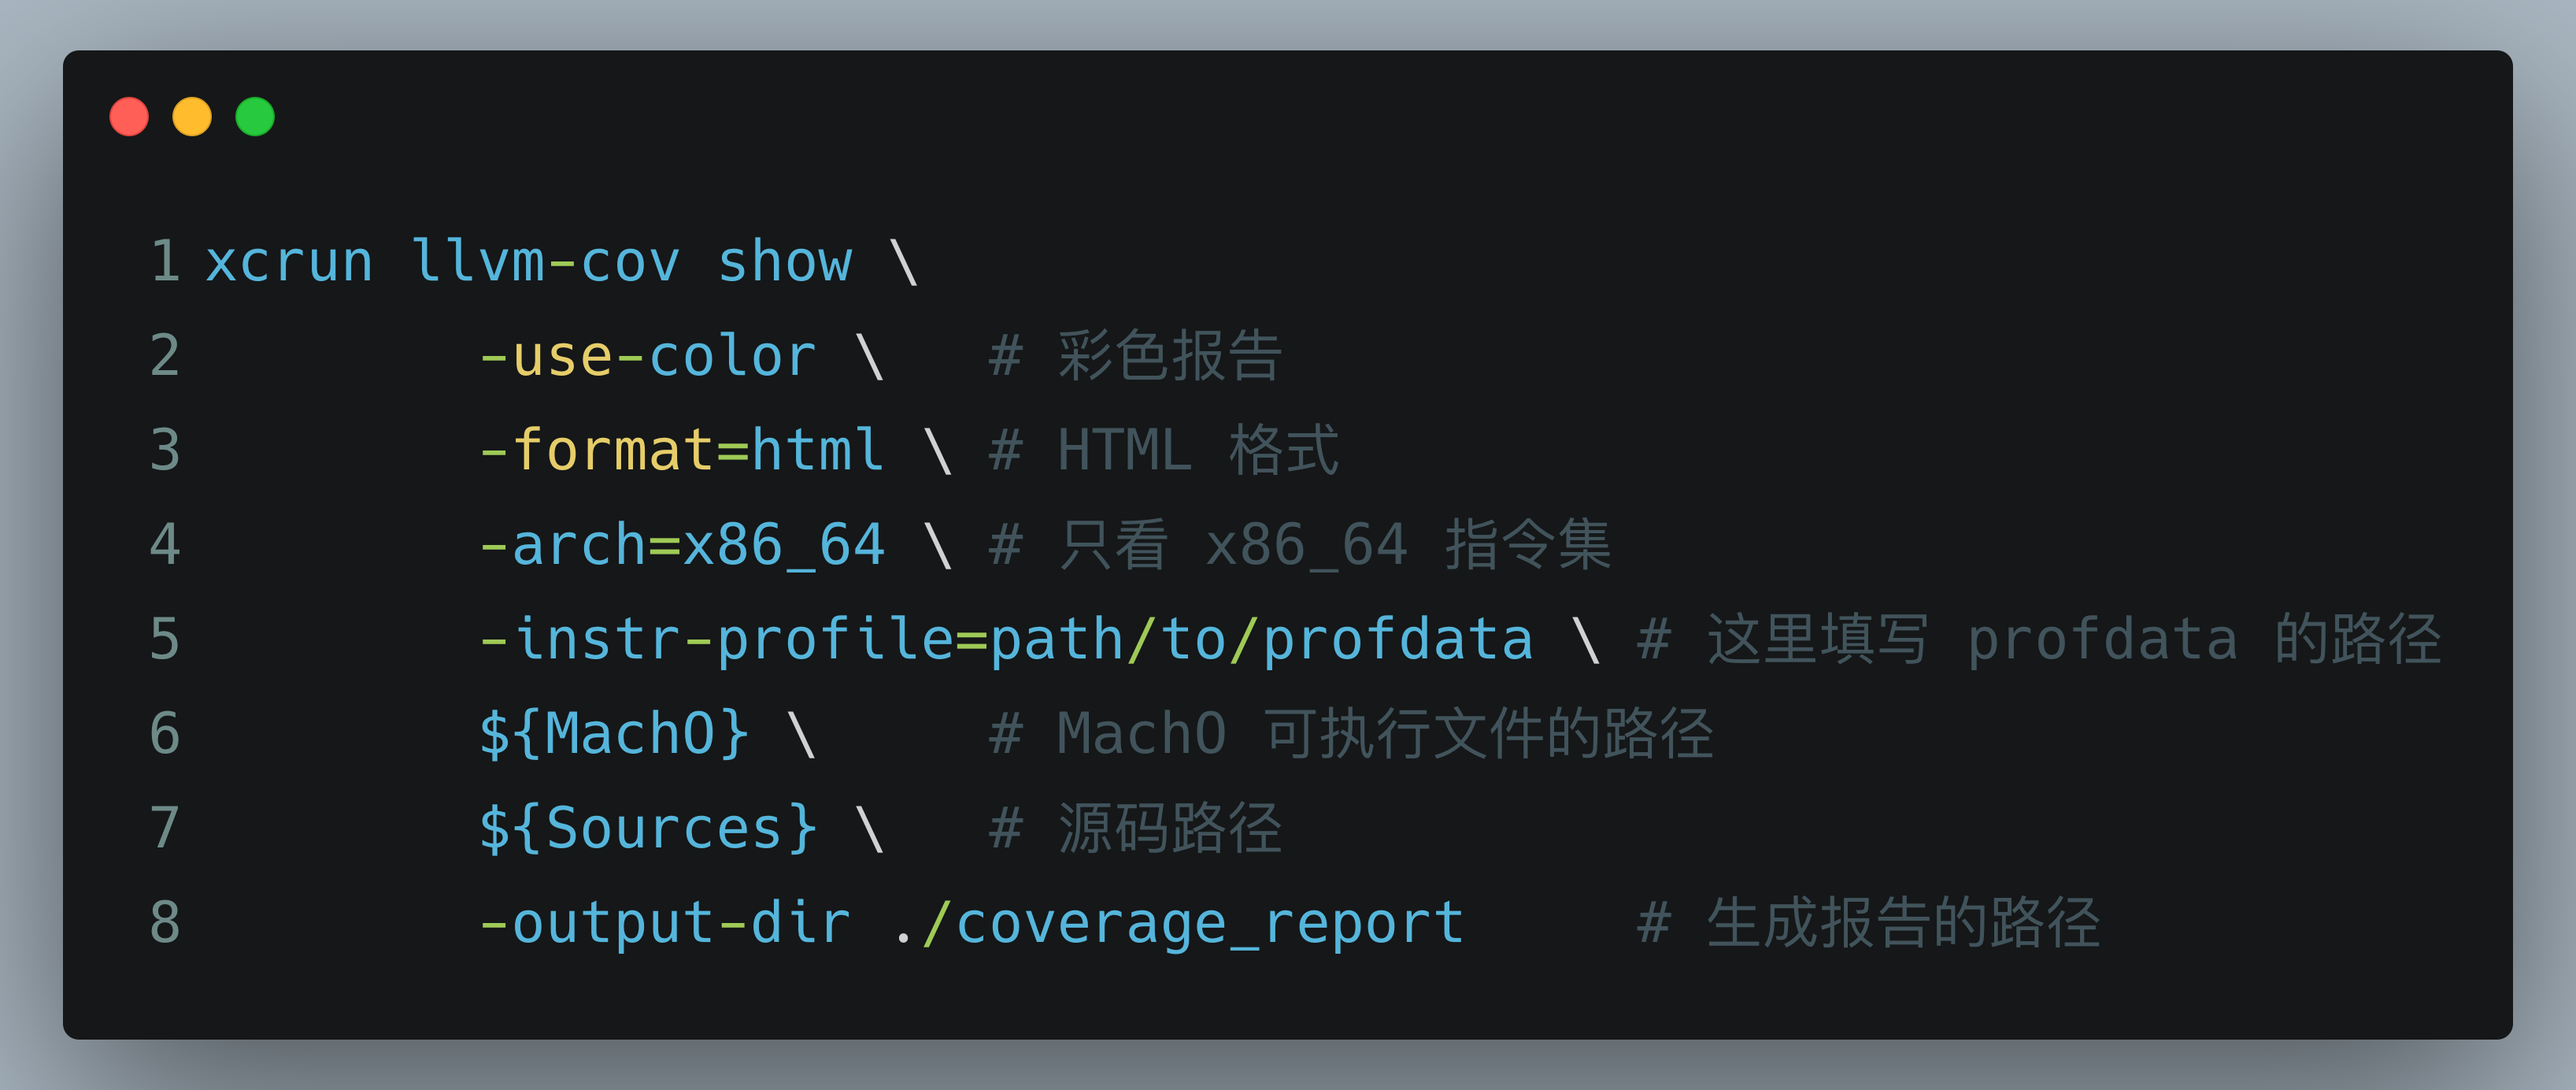 1 xcrun llvm-cov show \
2         -use-color \   # 彩色报告
3         -format=html \ # HTML 格式
4         -arch=x86_64 \ # 只看 x86_64 指令集
5         -instr-profile=path/to/profdata \ # 这里填写 profdata 的路径
6         ${MachO} \     # MachO 可执行文件的路径
7         ${Sources} \   # 源码路径
8         -output-dir ./coverage_report     # 生成报告的路径